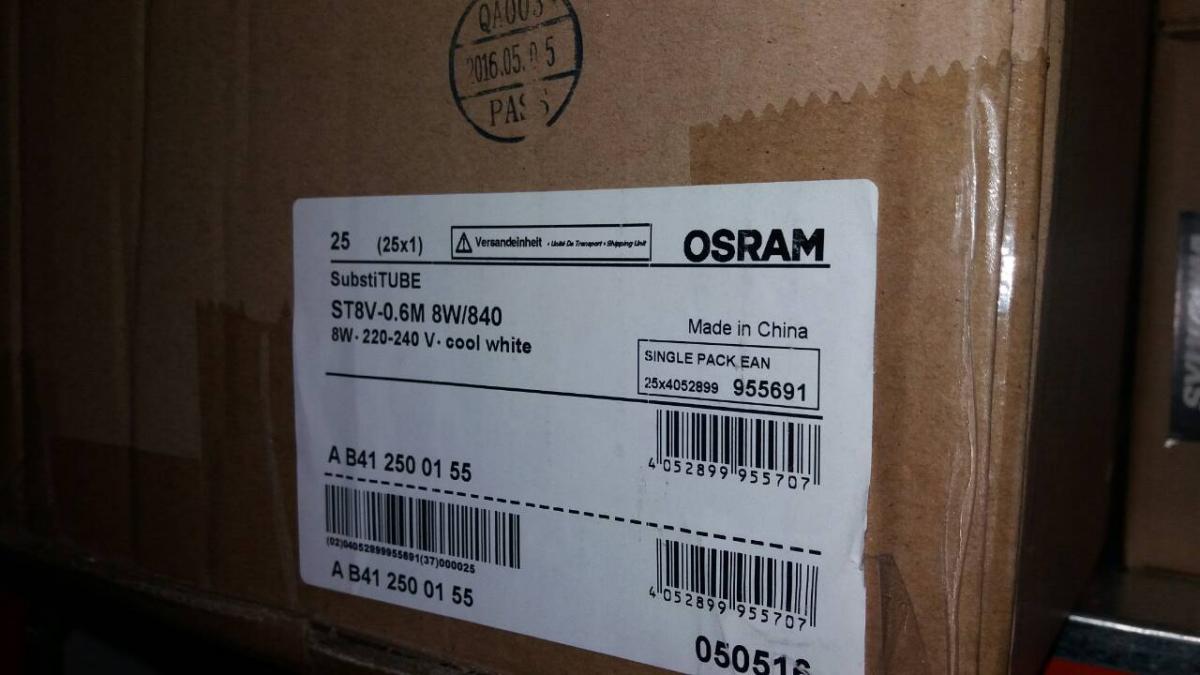 QA003
2016.05.05
PASS
25 (25x1) Versandeinheit • Unité De Transport • Shipping Unit OSRAM
SubstiTUBE
ST8V-0.6M 8W/840
8W· 220-240 V· cool white
Made in China
SINGLE PACK EAN
25x4052899 955691
4 052899 955707
A B41 250 01 55
(02)04052899955691(37)000025
A B41 250 01 55
4 052899 955707
050516